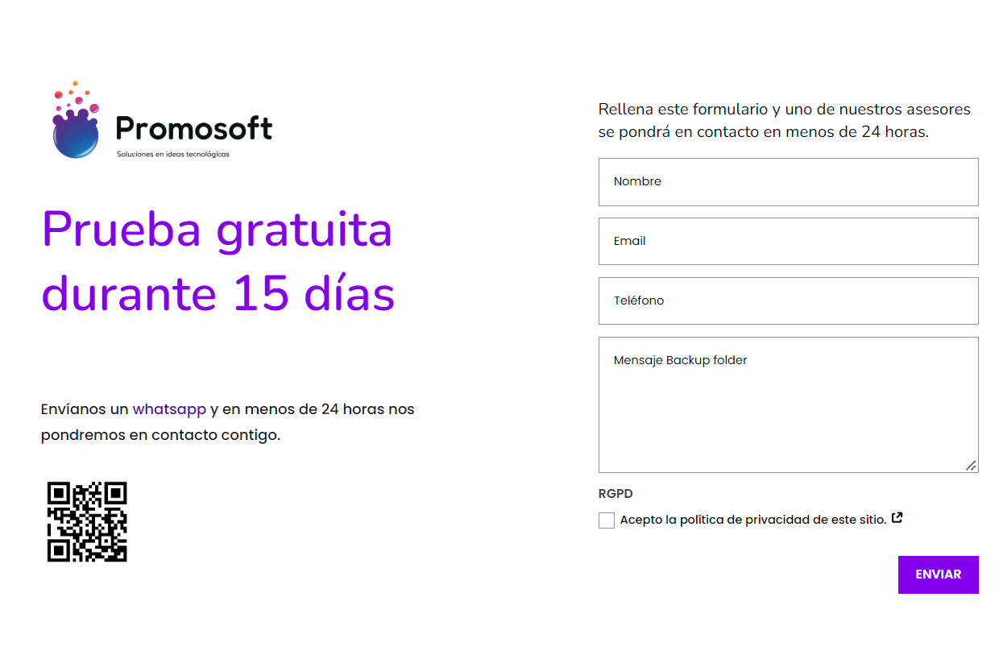 Promosoft
Soluciones en ideas tecnológicas
Prueba gratuita
durante 15 días
Envíanos un whatsapp y en menos de 24 horas nos
pondremos en contacto contigo.
Rellena este formulario y uno de nuestros asesores
se pondrá en contacto en menos de 24 horas.
Nombre
Email
Teléfono
Mensaje Backup folder
RGPD
Acepto la política de privacidad de este sitio.
ENVIAR